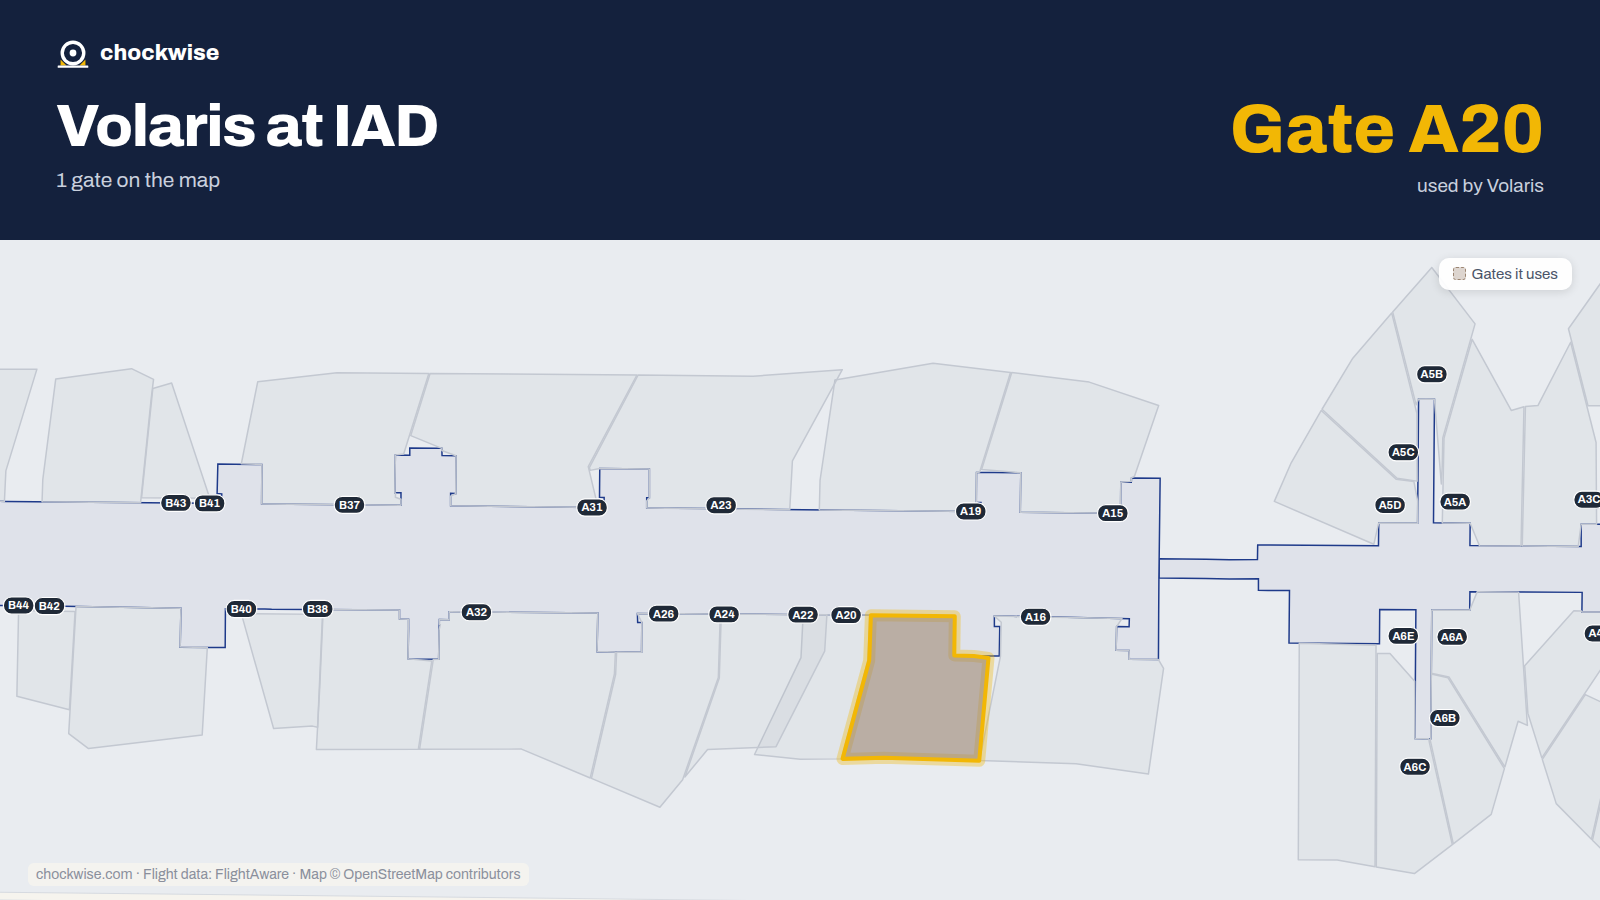 chockwise
Volaris at IAD
1 gate on the map
Gate A20
used by Volaris
Gates it uses
A5B
A5C
B43
B41
B37
A31
A23
A19
A15
A5D
A5A
A3C
B44
B42
B40
B38
A32
A26
A24
A22
A20
A16
A6E
A6A
A6B
A6C
chockwise.com · Flight data: FlightAware · Map © OpenStreetMap contributors